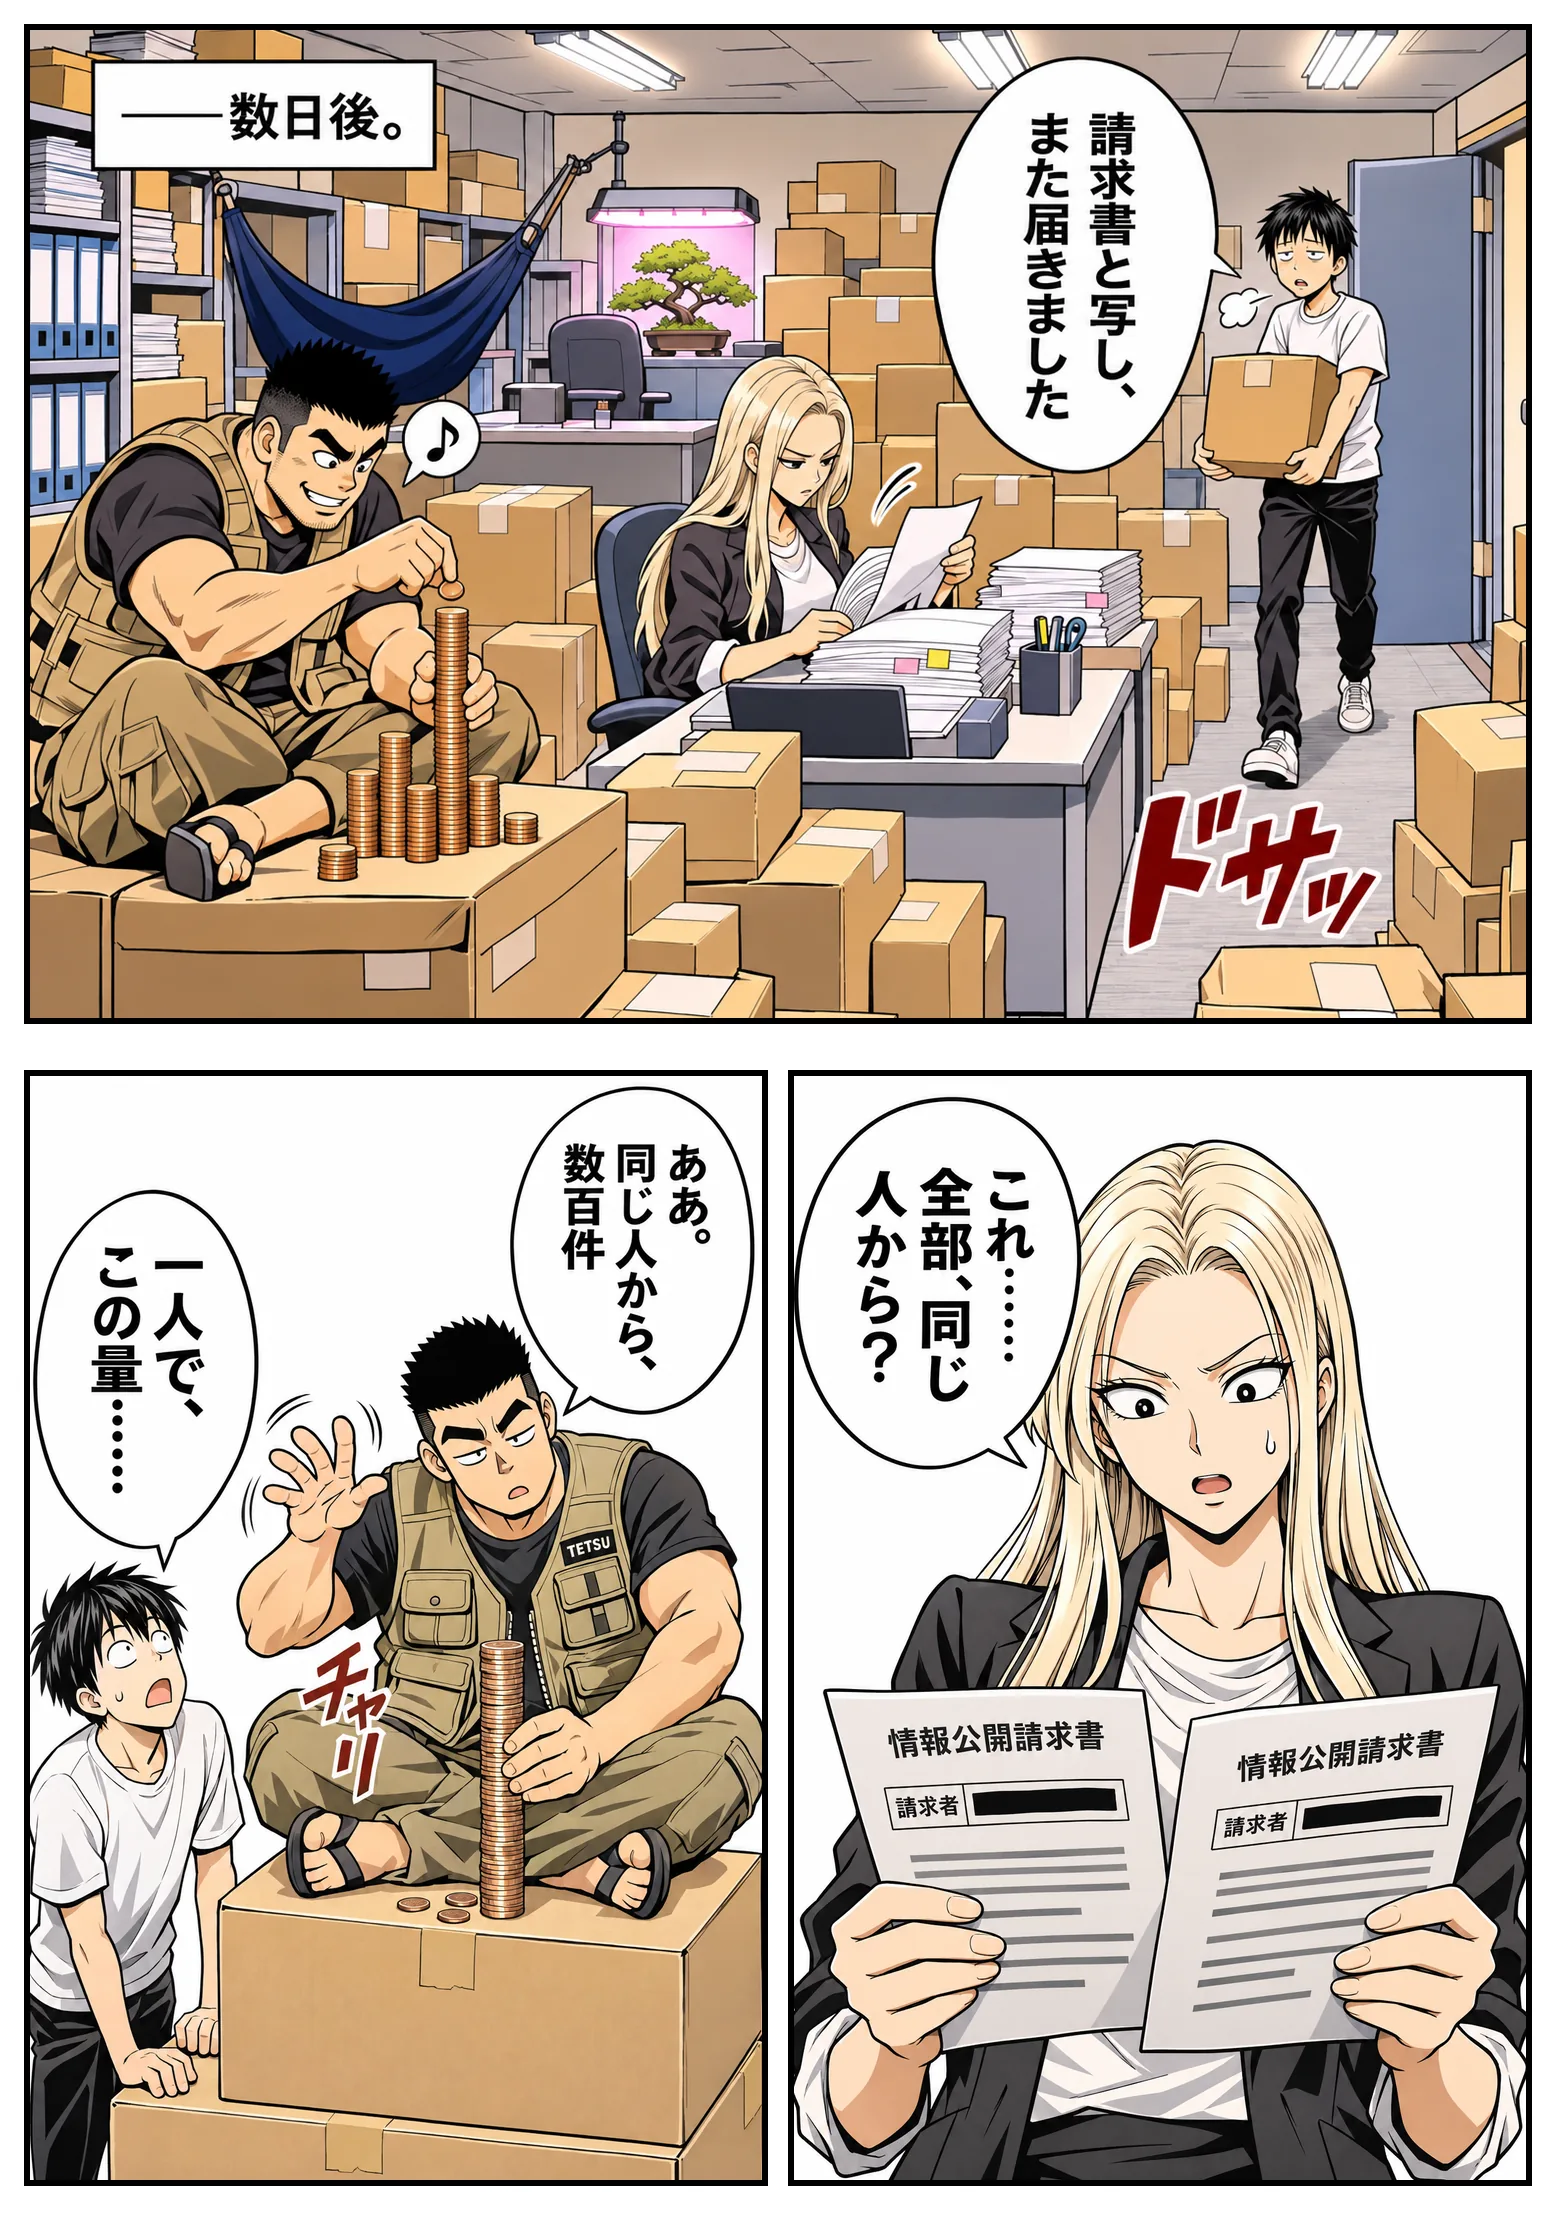 ――数日後。
請求書と写し、
また届きました
ドサッ
これ……
全部、同じ
人から？
情報公開請求書
請求者
情報公開請求書
請求者
ああ。
同じ人から、
数百件
TETSU
チャリ
一人で、
この量……